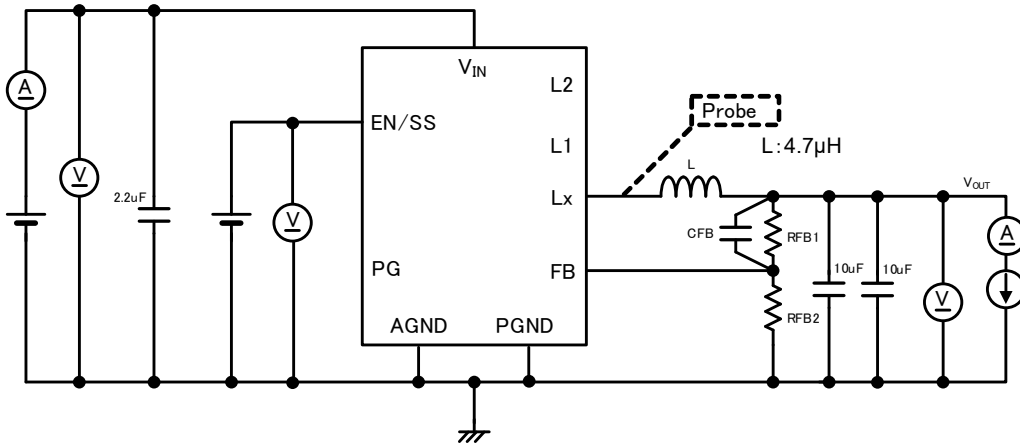 VIN
L2
A
EN/SS
Probe
L:4.7µH
L1
V
2.2uF
V
Lx
L
VOUT
CFB
RFB1
A
PG
FB
10uF
10uF
RFB2
V
AGND
PGND